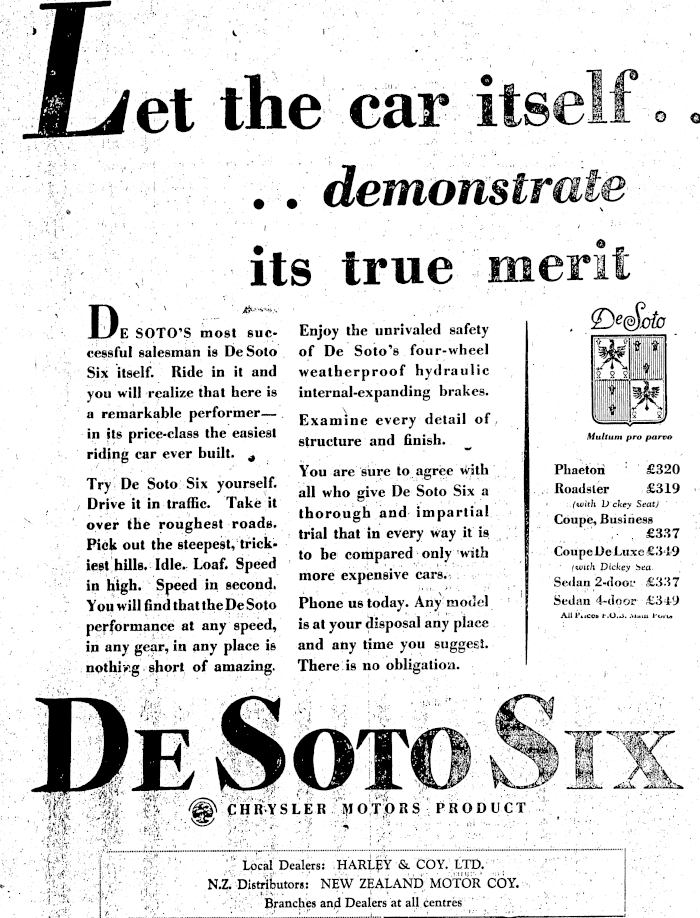 Let the car itself . .
. . demonstrate
its true merit
DE SOTO'S most suc-
cessful salesman is De Soto
Six itself. Ride in it and
you will realize that here is
a remarkable performer—
in its price-class the easiest
riding car ever built.
Try De Soto Six yourself.
Drive it in traffic. Take it
over the roughest roads.
Pick out the steepest, trick-
iest hills. Idle. Loaf. Speed
in high. Speed in second.
You will find that the De Soto
performance at any speed,
in any gear, in any place is
nothing short of amazing.
Enjoy the unrivaled safety
of De Soto's four-wheel
weatherproof hydraulic
internal-expanding brakes.
Examine every detail of
structure and finish.
You are sure to agree with
all who give De Soto Six a
thorough and impartial
trial that in every way it is
to be compared only with
more expensive cars.
Phone us today. Any model
is at your disposal any place
and any time you suggest.
There is no obligation.
De Soto
Multum pro parvo
Phaeton £320
Roadster £319
(with Dickey Seat)
Coupe, Business
£337
Coupe De Luxe £349
(with Dickey Sea
Sedan 2-door £337
Sedan 4-door £349
All Prices F.O.B. Main Ports
DE SOTO SIX
CHRYSLER MOTORS PRODUCT
Local Dealers: HARLEY & COY. LTD.
N.Z. Distributors: NEW ZEALAND MOTOR COY.
Branches and Dealers at all centres